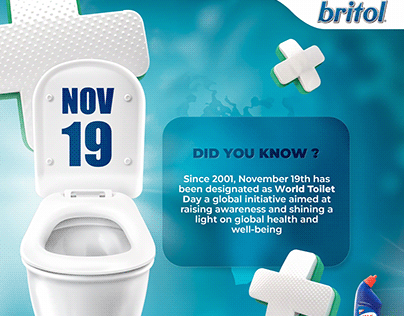 britol
NOV
19
DID YOU KNOW ?
Since 2001, November 19th has
been designated as World Toilet
Day a global initiative aimed at
raising awareness and shining a
light on global health and
well-being